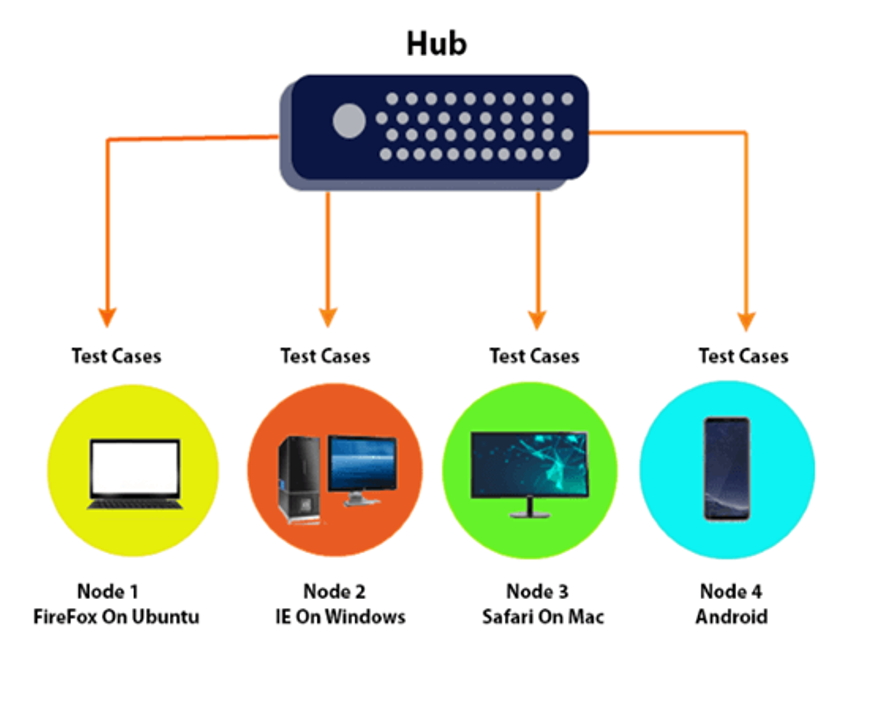 Hub
Test Cases
Test Cases
Test Cases
Test Cases
Node 1
FireFox On Ubuntu
Node 2
IE On Windows
Node 3
Safari On Mac
Node 4
Android